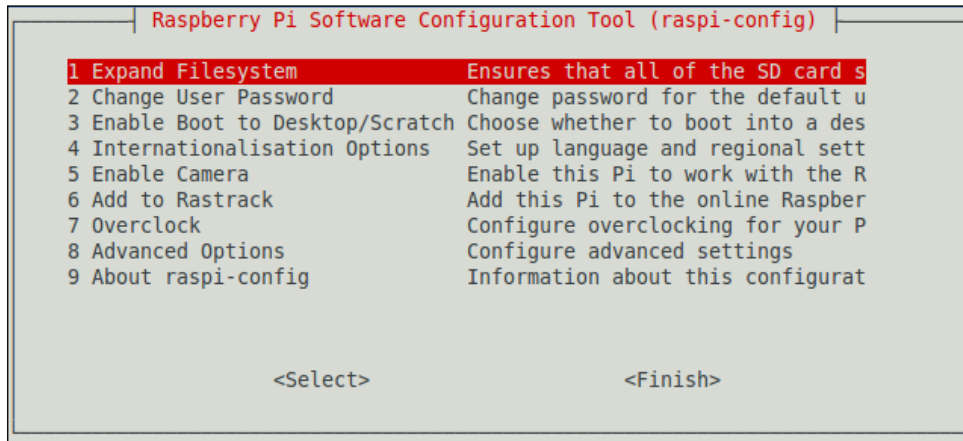 Raspberry Pi Software Configuration Tool (raspi-config)
1 Expand Filesystem Ensures that all of the SD card s
2 Change User Password Change password for the default u
3 Enable Boot to Desktop/Scratch Choose whether to boot into a des
4 Internationalisation Options Set up language and regional sett
5 Enable Camera Enable this Pi to work with the R
6 Add to Rastrack Add this Pi to the online Raspber
7 Overclock Configure overclocking for your P
8 Advanced Options Configure advanced settings
9 About raspi-config Information about this configurat
<Select> <Finish>